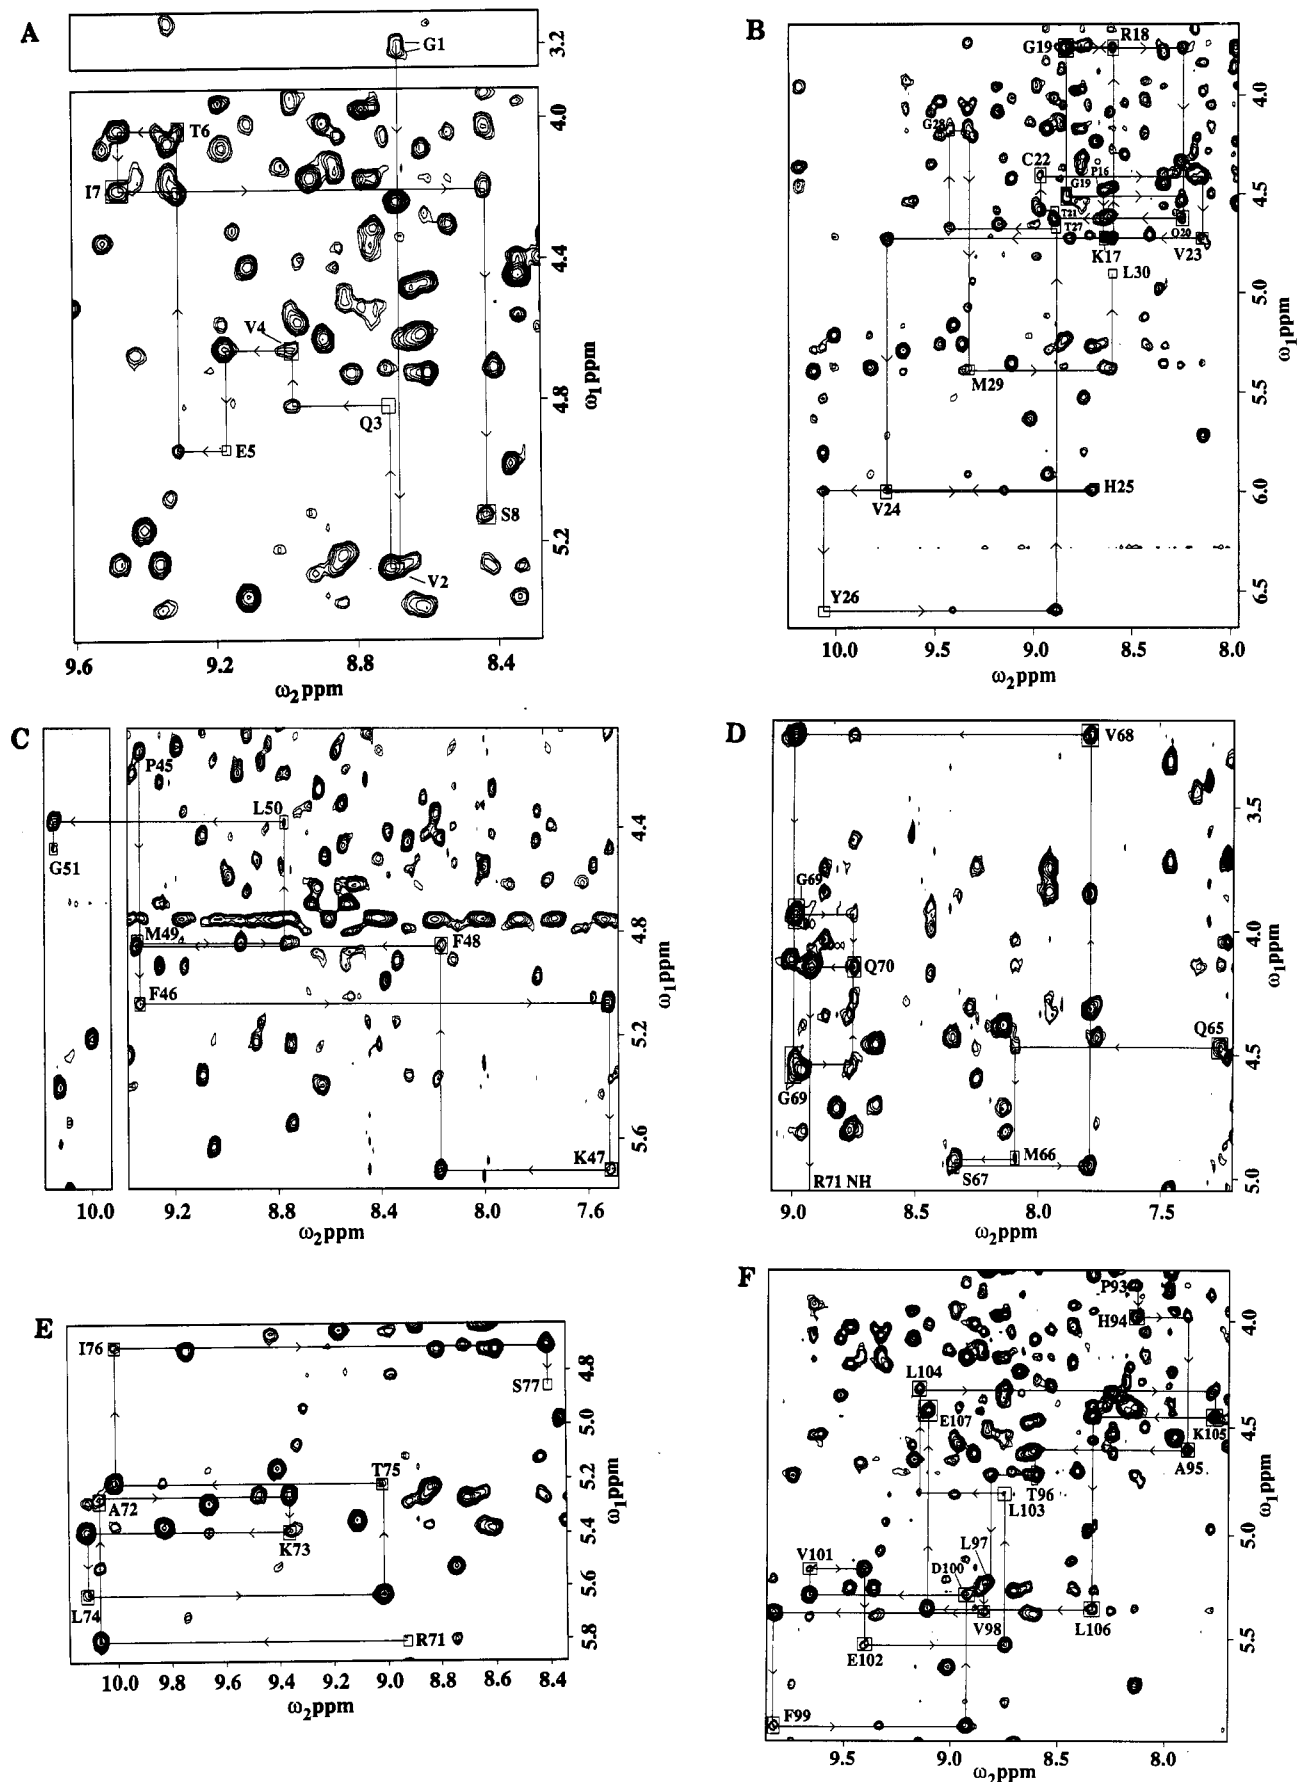 A
G1
3.2
T6
I7
V4
Q3
E5
S8
V2
4.0
4.4
4.8
5.2
ω1ppm
9.6 9.2 8.8 8.4
ω2ppm
B
G19 R18
G28
C22 P16
G19
T21
T27 Q20
K17 V23
L30
M29
H25
V24
Y26
4.0
4.5
5.0
5.5
6.0
6.5
ω1ppm
10.0 9.5 9.0 8.5 8.0
ω2ppm
C
P45
L50
G51
M49 F48
F46
K47
4.4
4.8
5.2
5.6
ω1ppm
10.0 9.2 8.8 8.4 8.0 7.6
ω2ppm
D
V68
G69
Q70
Q65
G69
M66
S67
R71 NH
3.5
4.0
4.5
5.0
ω1ppm
9.0 8.5 8.0 7.5
ω2ppm
E
I76
S77
T75
A72
K73
L74
R71
4.8
5.0
5.2
5.4
5.6
5.8
ω1ppm
10.0 9.8 9.6 9.4 9.2 9.0 8.8 8.6 8.4
ω2ppm
F
P93
H94
L104
E107
K105
A95
T96
L103
L97
V101
D100
V98 L106
E102
F99
4.0
4.5
5.0
5.5
ω1ppm
9.5 9.0 8.5 8.0
ω2ppm